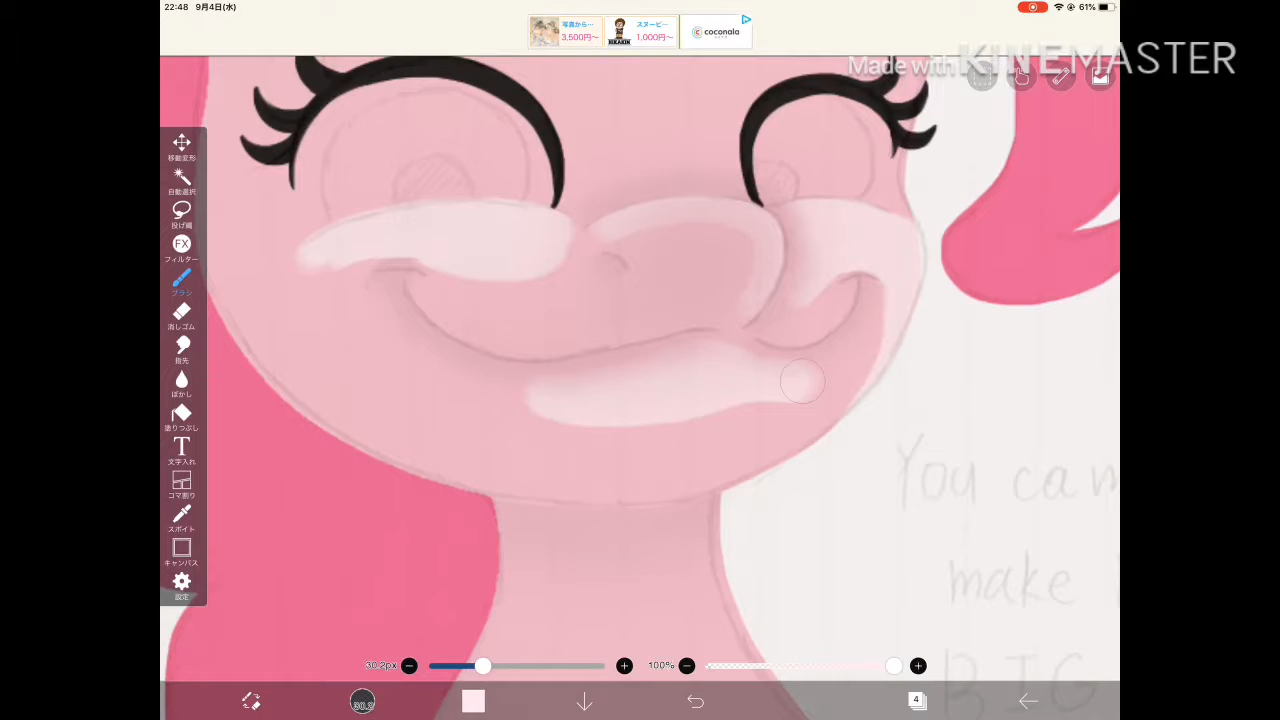 22:48 9月4日(水)
61%
写真から…
3,500円〜
スヌーピー…
1,000円〜
coconala
Made with KINEMASTER
移動変形
自動選択
投げ縄
FX
フィルター
ブラシ
消しゴム
指先
ぼかし
塗りつぶし
T
文字入れ
コマ割り
スポイト
キャンバス
設定
You can
make
BIG
30.2px
100%
4